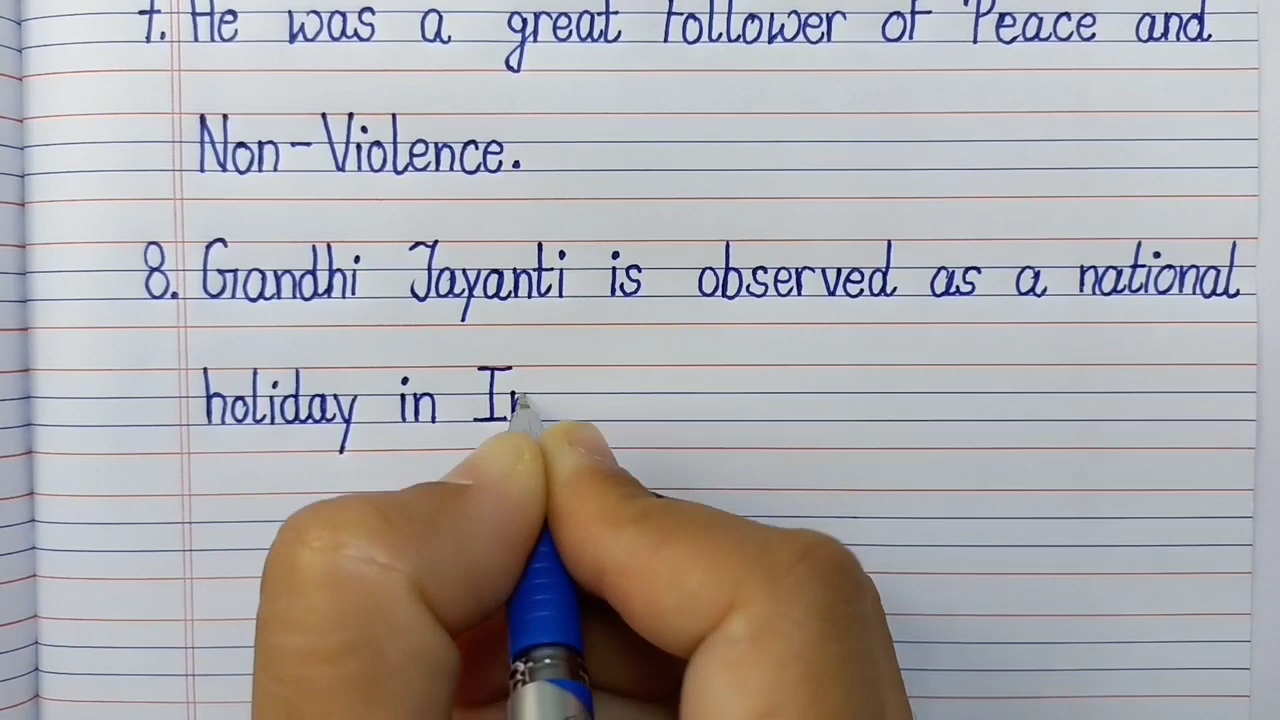 7. He was a great follower of Peace and
Non-Violence.
8. Gandhi Jayanti is observed as a national
holiday in